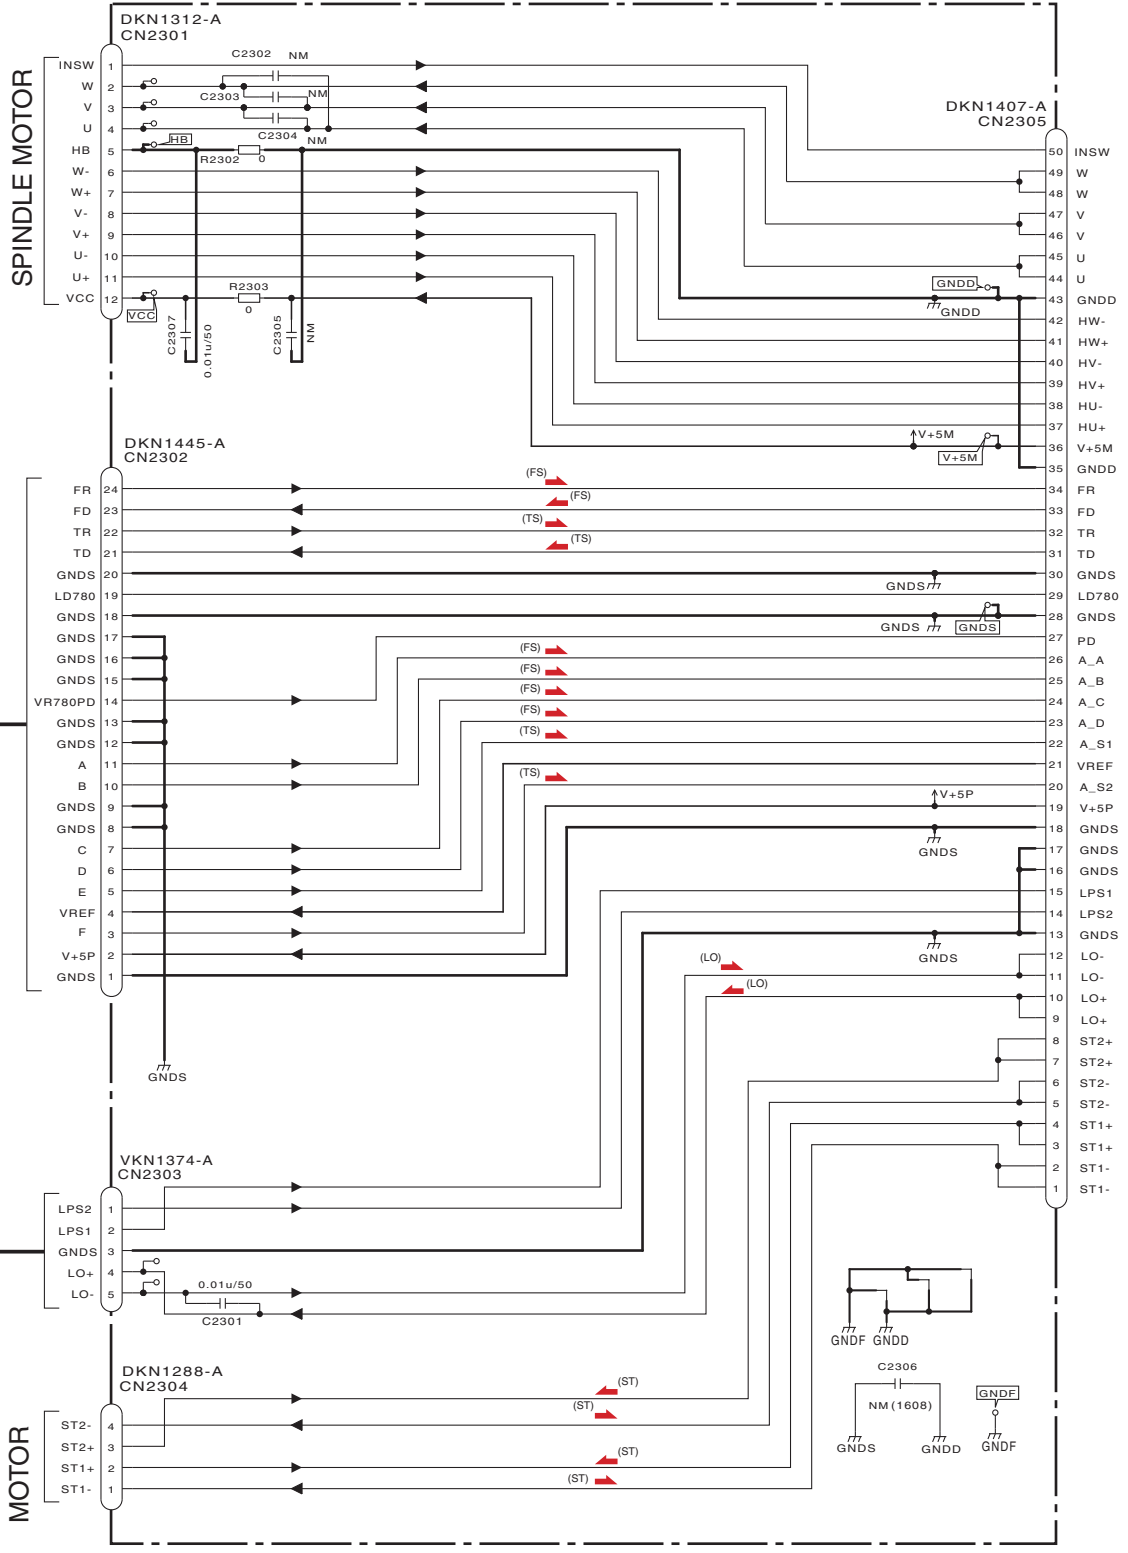 DKN1312-A
CN2301
SPINDLE MOTOR
INSW 1
W 2
V 3
U 4
HB 5
W- 6
W+ 7
V- 8
V+ 9
U- 10
U+ 11
VCC 12
C2302 NM
C2303 NM
C2304 NM
HB
R2302 0
VCC
R2303
0
C2307
0.01u/50
C2305
NM
DKN1407-A
CN2305
50 INSW
49 W
48 W
47 V
46 V
45 U
44 U
43 GNDD
42 HW-
41 HW+
40 HV-
39 HV+
38 HU-
37 HU+
36 V+5M
35 GNDD
34 FR
33 FD
32 TR
31 TD
30 GNDS
29 LD780
28 GNDS
27 PD
26 A_A
25 A_B
24 A_C
23 A_D
22 A_S1
21 VREF
20 A_S2
19 V+5P
18 GNDS
17 GNDS
16 GNDS
15 LPS1
14 LPS2
13 GNDS
12 LO-
11 LO-
10 LO+
9 LO+
8 ST2+
7 ST2+
6 ST2-
5 ST2-
4 ST1+
3 ST1+
2 ST1-
1 ST1-
GNDD
GNDD
V+5M
V+5M
DKN1445-A
CN2302
FR 24
FD 23
TR 22
TD 21
GNDS 20
LD780 19
GNDS 18
GNDS 17
GNDS 16
GNDS 15
VR780PD 14
GNDS 13
GNDS 12
A 11
B 10
GNDS 9
GNDS 8
C 7
D 6
E 5
VREF 4
F 3
V+5P 2
GNDS 1
(FS)
(FS)
(TS)
(TS)
GNDS
GNDS
GNDS
(FS)
(FS)
(FS)
(FS)
(TS)
(TS)
V+5P
GNDS
GNDS
(LO)
(LO)
GNDS
VKN1374-A
CN2303
LPS2 1
LPS1 2
GNDS 3
LO+ 4
LO- 5
0.01u/50
C2301
DKN1288-A
CN2304
MOTOR
ST2- 4
ST2+ 3
ST1+ 2
ST1- 1
(ST)
(ST)
(ST)
(ST)
GNDF GNDD
C2306
NM(1608)
GNDS
GNDD
GNDF
GNDF